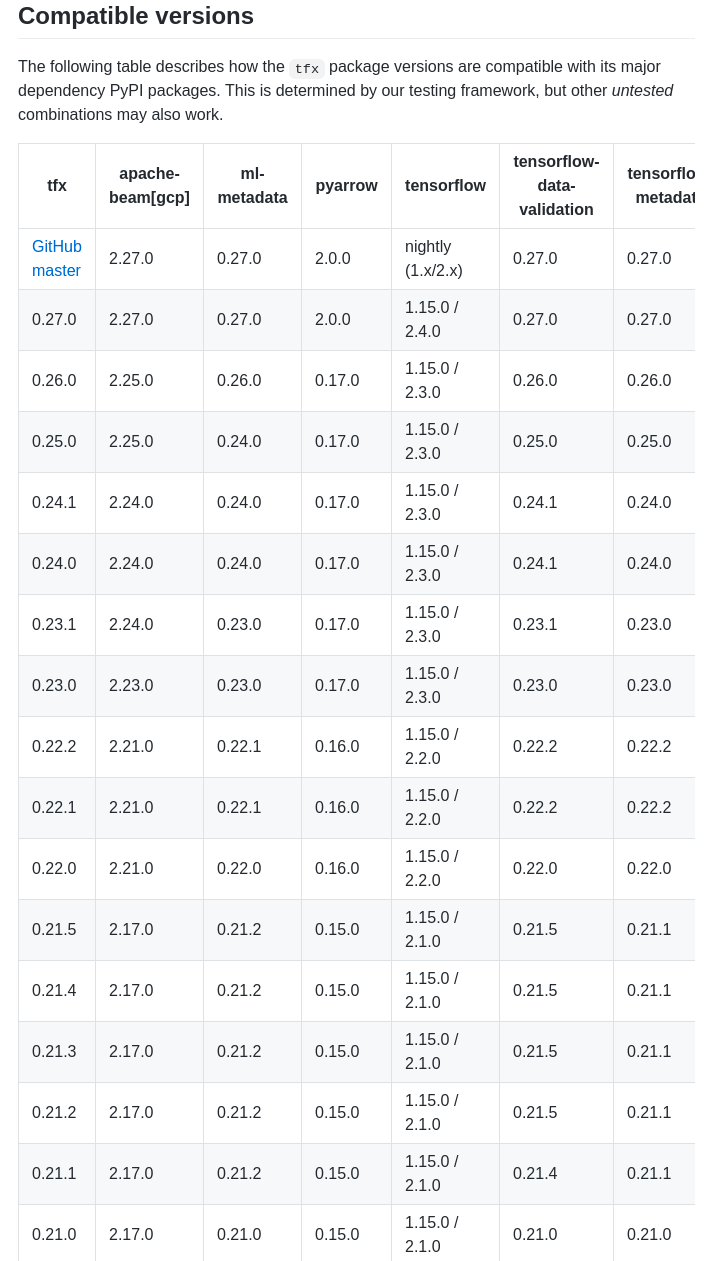 Compatible versions
The following table describes how the tfx package versions are compatible with its major
dependency PyPI packages. This is determined by our testing framework, but other untested
combinations may also work.
tfx apache-beam[gcp] ml-metadata pyarrow tensorflow tensorflow-data-validation tensorflo metadat
GitHub master 2.27.0 0.27.0 2.0.0 nightly (1.x/2.x) 0.27.0 0.27.0
0.27.0 2.27.0 0.27.0 2.0.0 1.15.0 / 2.4.0 0.27.0 0.27.0
0.26.0 2.25.0 0.26.0 0.17.0 1.15.0 / 2.3.0 0.26.0 0.26.0
0.25.0 2.25.0 0.24.0 0.17.0 1.15.0 / 2.3.0 0.25.0 0.25.0
0.24.1 2.24.0 0.24.0 0.17.0 1.15.0 / 2.3.0 0.24.1 0.24.0
0.24.0 2.24.0 0.24.0 0.17.0 1.15.0 / 2.3.0 0.24.1 0.24.0
0.23.1 2.24.0 0.23.0 0.17.0 1.15.0 / 2.3.0 0.23.1 0.23.0
0.23.0 2.23.0 0.23.0 0.17.0 1.15.0 / 2.3.0 0.23.0 0.23.0
0.22.2 2.21.0 0.22.1 0.16.0 1.15.0 / 2.2.0 0.22.2 0.22.2
0.22.1 2.21.0 0.22.1 0.16.0 1.15.0 / 2.2.0 0.22.2 0.22.2
0.22.0 2.21.0 0.22.0 0.16.0 1.15.0 / 2.2.0 0.22.0 0.22.0
0.21.5 2.17.0 0.21.2 0.15.0 1.15.0 / 2.1.0 0.21.5 0.21.1
0.21.4 2.17.0 0.21.2 0.15.0 1.15.0 / 2.1.0 0.21.5 0.21.1
0.21.3 2.17.0 0.21.2 0.15.0 1.15.0 / 2.1.0 0.21.5 0.21.1
0.21.2 2.17.0 0.21.2 0.15.0 1.15.0 / 2.1.0 0.21.5 0.21.1
0.21.1 2.17.0 0.21.2 0.15.0 1.15.0 / 2.1.0 0.21.4 0.21.1
0.21.0 2.17.0 0.21.0 0.15.0 1.15.0 / 2.1.0 0.21.0 0.21.0